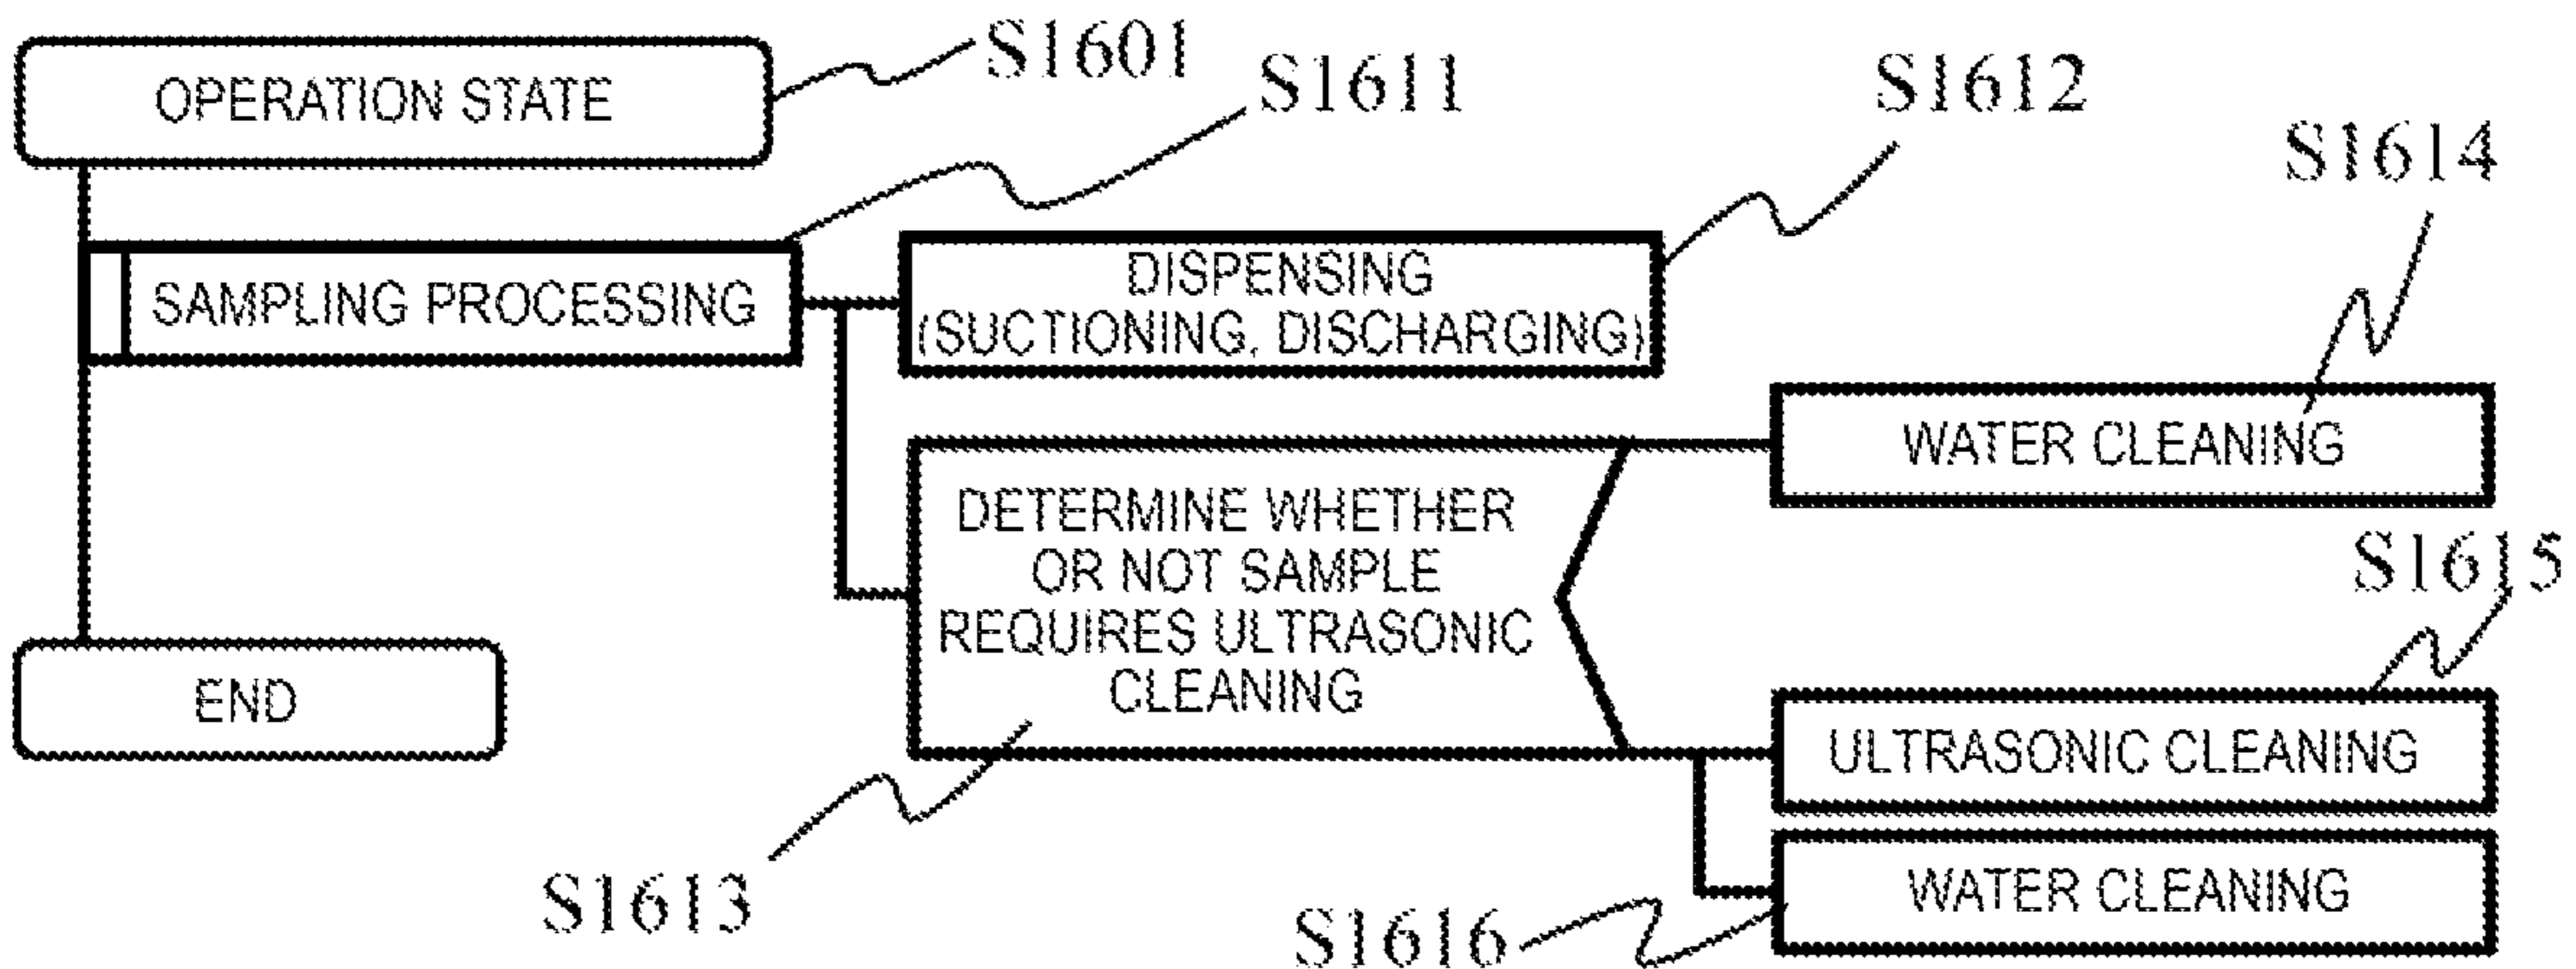 OPERATION STATE
S1601
S1611
S1612
S1614
SAMPLING PROCESSING
DISPENSING
(SUCTIONING, DISCHARGING)
WATER CLEANING
DETERMINE WHETHER
OR NOT SAMPLE
REQUIRES ULTRASONIC
CLEANING
S1615
END
ULTRASONIC CLEANING
S1613
WATER CLEANING
S1616